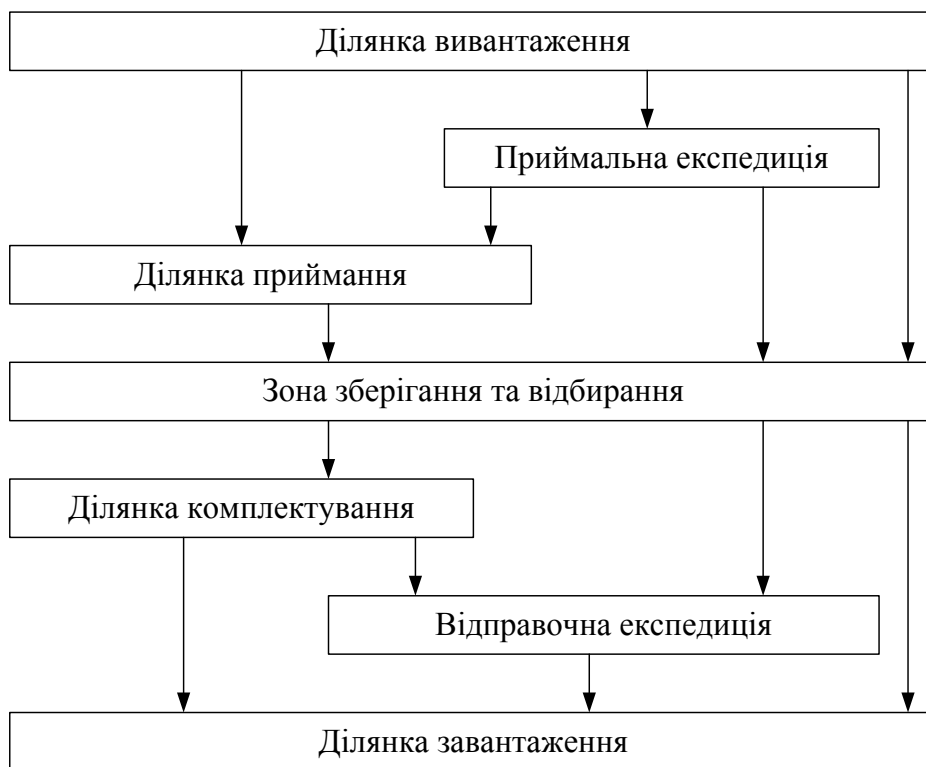 Ділянка вивантаження
Приймальна експедиція
Ділянка приймання
Зона зберігання та відбирання
Ділянка комплектування
Відправочна експедиція
Ділянка завантаження